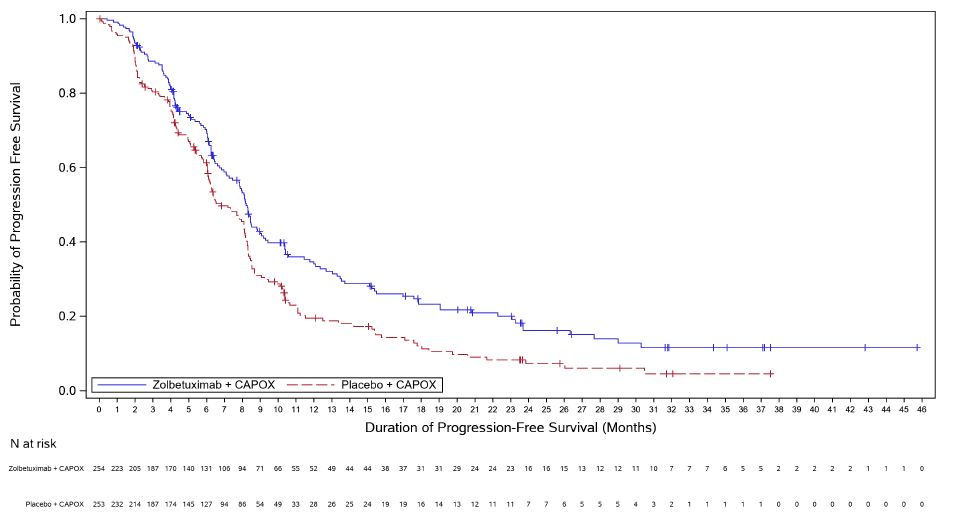 1.0
0.8
0.6
0.4
0.2
0.0
Probability of Progression Free Survival
Zolbetuximab + CAPOX Placebo + CAPOX
0 1 2 3 4 5 6 7 8 9 10 11 12 13 14 15 16 17 18 19 20 21 22 23 24 25 26 27 28 29 30 31 32 33 34 35 36 37 38 39 40 41 42 43 44 45 46
Duration of Progression-Free Survival (Months)
N at risk
Zolbetuximab + CAPOX 254 223 205 187 170 140 131 106 94 71 66 55 52 49 44 44 38 37 31 31 29 24 24 23 16 16 15 13 12 12 11 10 7 7 7 6 5 5 2 2 2 2 2 1 1 1 0
Placebo + CAPOX 253 232 214 187 174 145 127 94 86 54 49 33 28 26 25 24 19 19 16 14 13 12 11 11 7 7 6 5 5 5 4 3 2 1 1 1 1 1 0 0 0 0 0 0 0 0 0